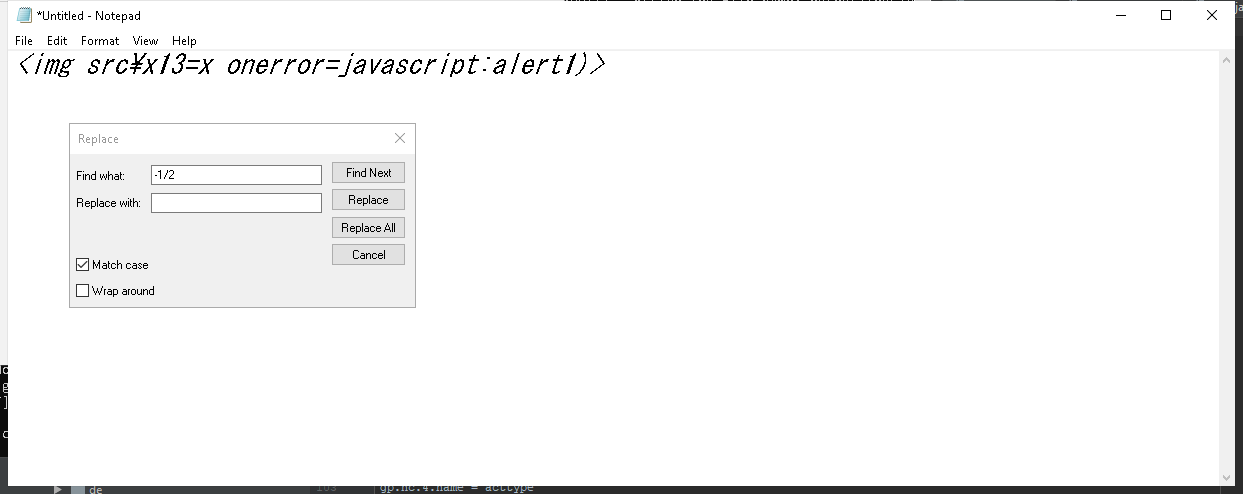 *Untitled - Notepad
File Edit Format View Help
<img src¥x13=x onerror=javascript:alert1)>
Replace
Find what: -1/2 Find Next
Replace with: Replace
Replace All
Cancel
Match case
Wrap around
de